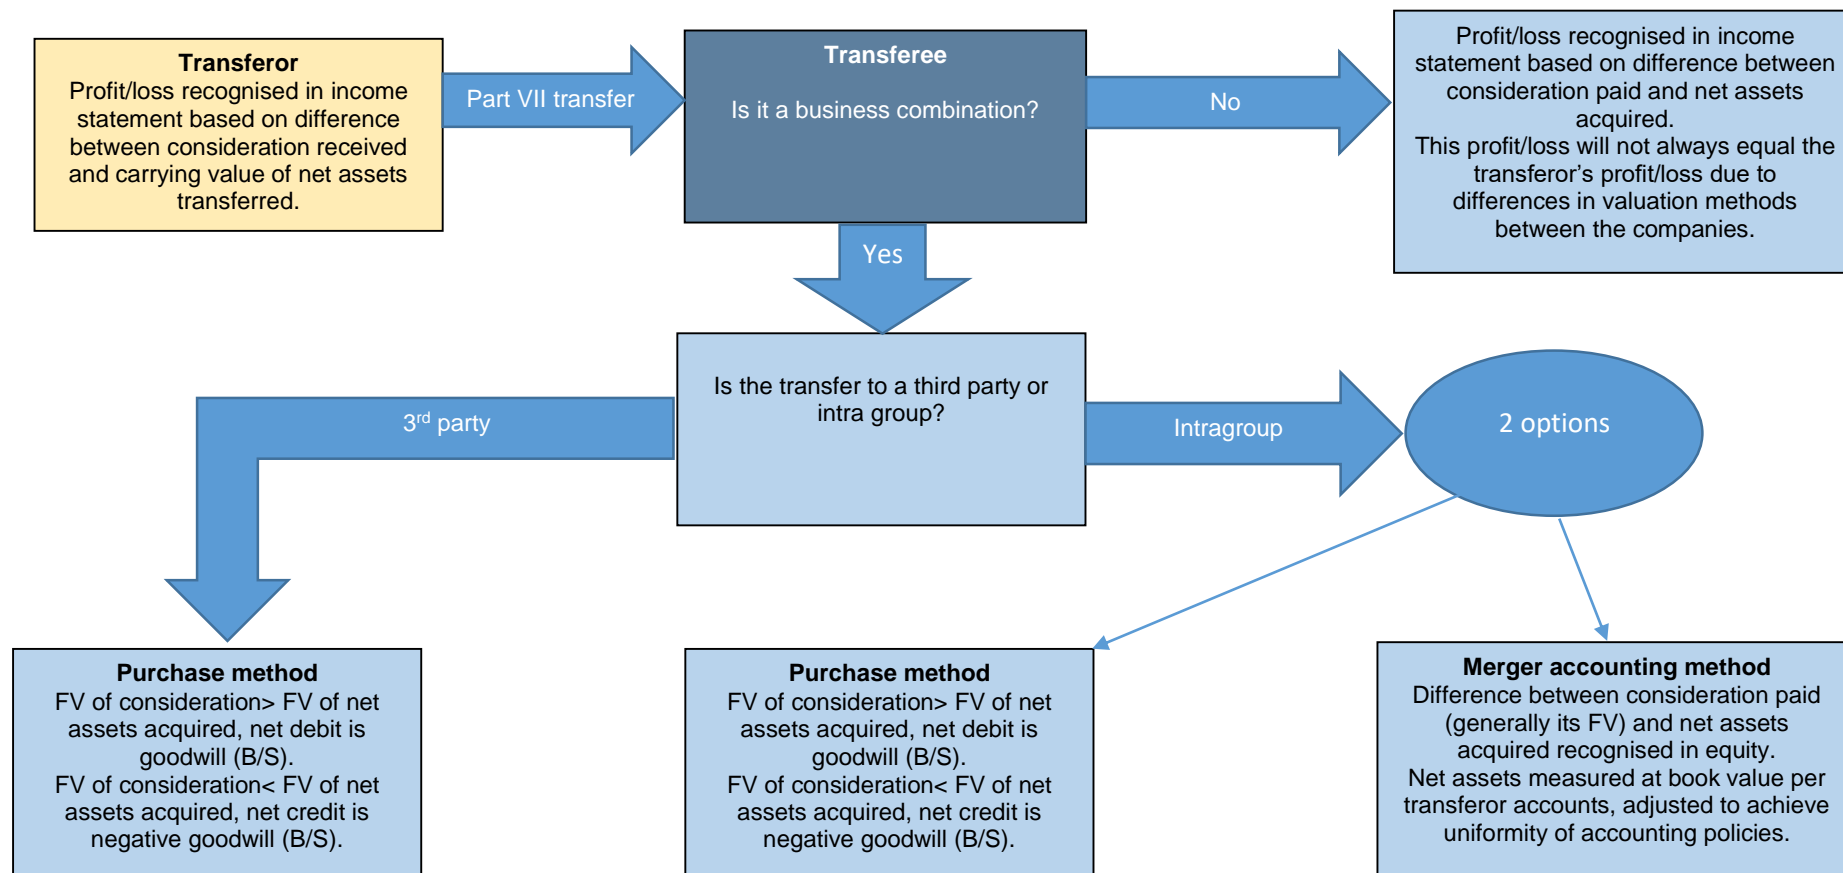 Transferor
Profit/loss recognised in income
statement based on difference
between consideration received
and carrying value of net assets
transferred.
Part VII transfer
Transferee
Is it a business combination?
No
Profit/loss recognised in income
statement based on difference between
consideration paid and net assets
acquired.
This profit/loss will not always equal the
transferor’s profit/loss due to
differences in valuation methods
between the companies.
Yes
Is the transfer to a third party or
intra group?
3rd party
Intragroup
2 options
Purchase method
FV of consideration> FV of net
assets acquired, net debit is
goodwill (B/S).
FV of consideration< FV of net
assets acquired, net credit is
negative goodwill (B/S).
Purchase method
FV of consideration> FV of net
assets acquired, net debit is
goodwill (B/S).
FV of consideration< FV of net
assets acquired, net credit is
negative goodwill (B/S).
Merger accounting method
Difference between consideration paid
(generally its FV) and net assets
acquired recognised in equity.
Net assets measured at book value per
transferor accounts, adjusted to achieve
uniformity of accounting policies.